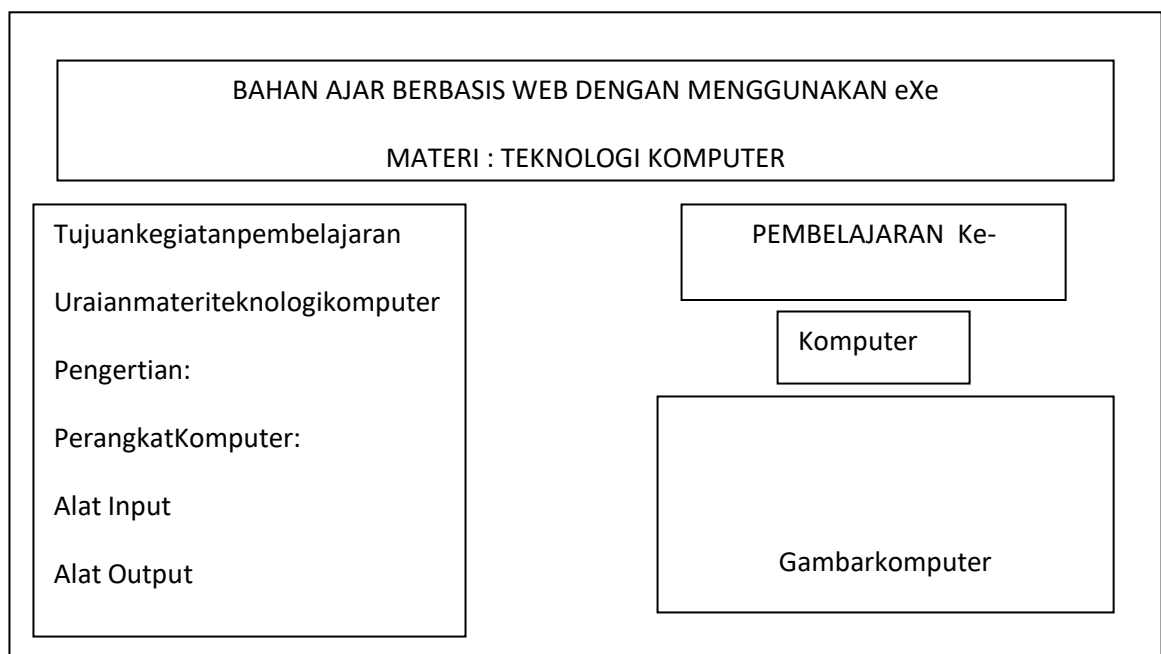 BAHAN AJAR BERBASIS WEB DENGAN MENGGUNAKAN eXe
MATERI : TEKNOLOGI KOMPUTER
Tujuankegiatanpembelajaran
Uraianmateriteknologikomputer
Pengertian:
PerangkatKomputer:
Alat Input
Alat Output
PEMBELAJARAN Ke-
Komputer
Gambarkomputer